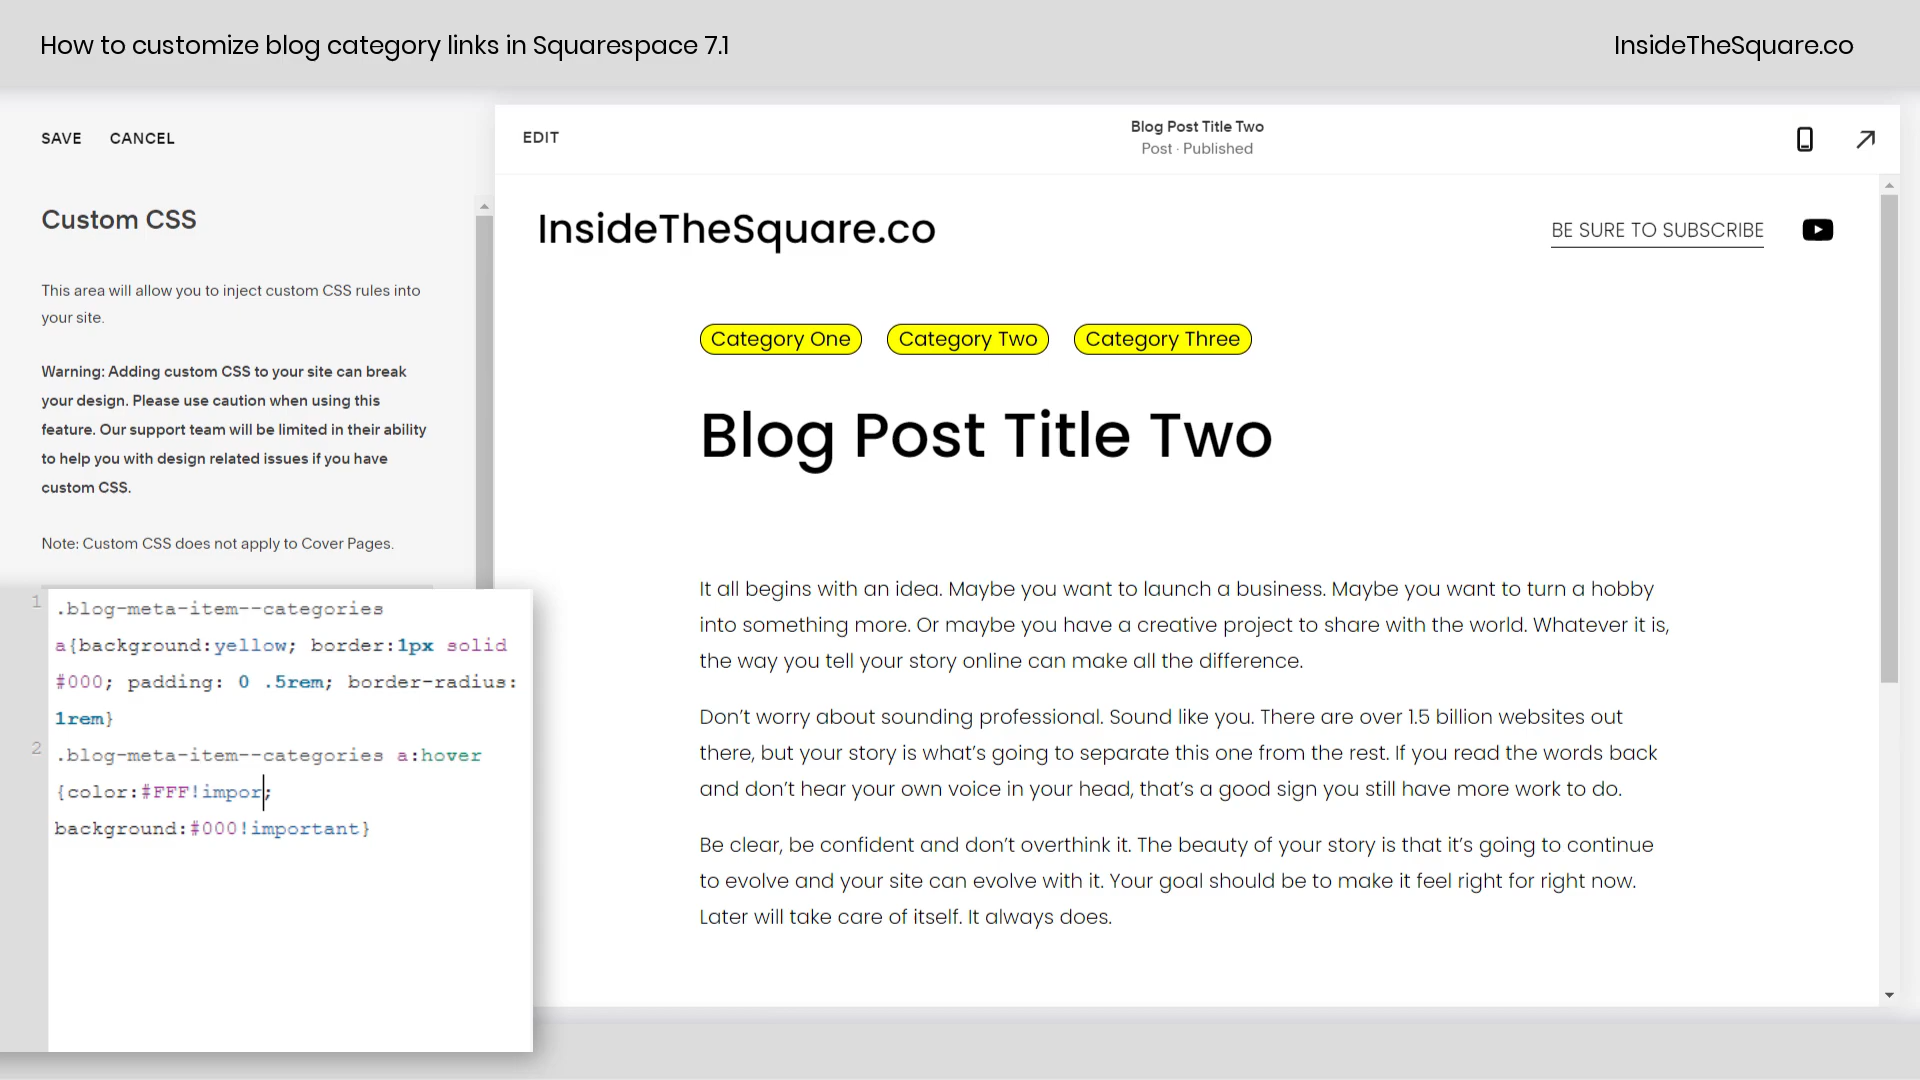 How to customize blog category links in Squarespace 7.1
InsideTheSquare.co
SAVE CANCEL
Custom CSS
This area will allow you to inject custom CSS rules into
your site.
Warning: Adding custom CSS to your site can break
your design. Please use caution when using this
feature. Our support team will be limited in their ability
to help you with design related issues if you have
custom CSS.
Note: Custom CSS does not apply to Cover Pages.
1 .blog-meta-item--categories
a{background:yellow; border:1px solid
#000; padding: 0 .5rem; border-radius:
1rem}
2 .blog-meta-item--categories a:hover
{color:#FFF!impor;
background:#000!important}
EDIT
Blog Post Title Two
Post · Published
InsideTheSquare.co
BE SURE TO SUBSCRIBE
Category One Category Two Category Three
Blog Post Title Two
It all begins with an idea. Maybe you want to launch a business. Maybe you want to turn a hobby
into something more. Or maybe you have a creative project to share with the world. Whatever it is,
the way you tell your story online can make all the difference.
Don’t worry about sounding professional. Sound like you. There are over 1.5 billion websites out
there, but your story is what’s going to separate this one from the rest. If you read the words back
and don’t hear your own voice in your head, that’s a good sign you still have more work to do.
Be clear, be confident and don’t overthink it. The beauty of your story is that it’s going to continue
to evolve and your site can evolve with it. Your goal should be to make it feel right for right now.
Later will take care of itself. It always does.